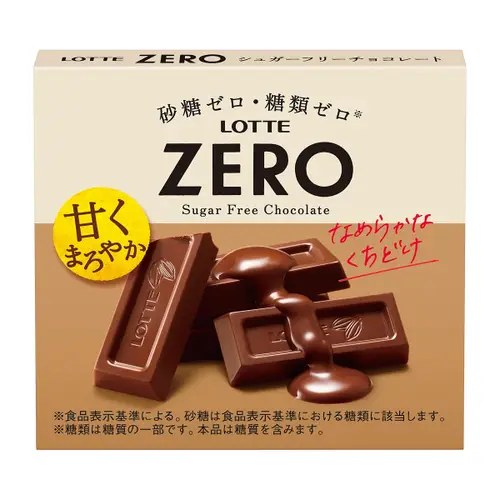 LOTTE ZERO シュガーフリーチョコレート
砂糖ゼロ・糖類ゼロ※
LOTTE
ZERO
Sugar Free Chocolate
甘く
まろやか
なめらかな
くちどけ
LOTTE
LOTTE
※食品表示基準による。砂糖は食品表示基準における糖類に該当します。
※糖類は糖質の一部です。本品は糖質を含みます。